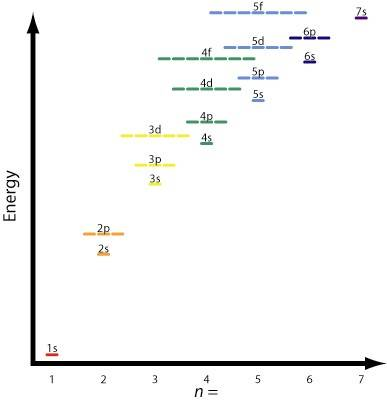 5f
7s
6p
5d
4f
6s
5p
4d
5s
4p
3d
4s
3p
3s
2p
2s
1s
Energy
1 2 3 4 5 6 7
n =